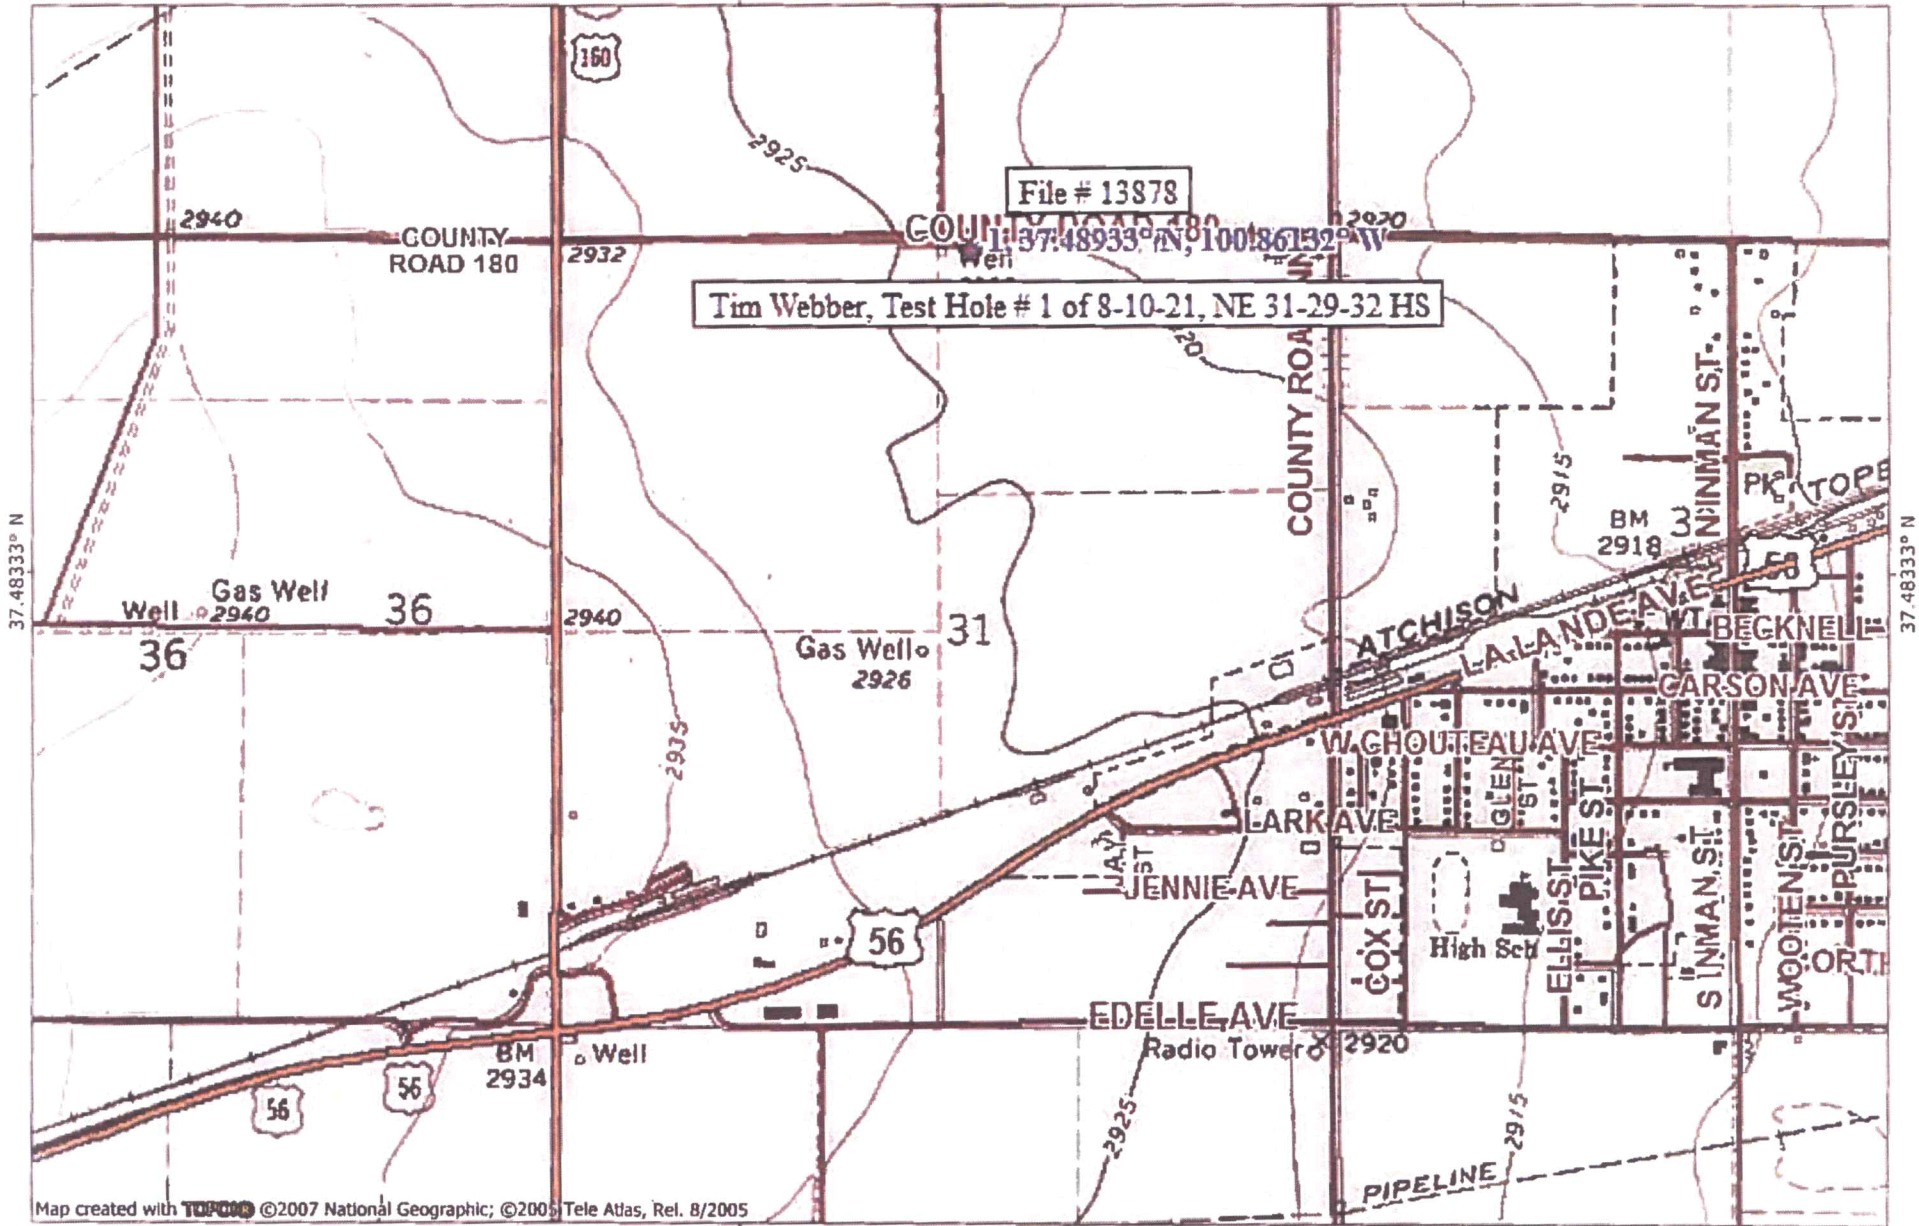 160
2925
File # 13878
2940
COUNTY
ROAD 180
2932
2920
1: 37.48933° N, 100.86132° W
Well
Tim Webber, Test Hole # 1 of 8-10-21, NE 31-29-32 HS
20
COUNTY ROA
N INMAN ST
2915
PK
TOPE
BM
2918
3
37.48333° N
37.48333° N
Gas Well
2940
Well
36
36
2940
31
Gas Well
2926
ATCHISON
LA LANDE AVE
WT
BECKNELL
CARSON AVE
2935
W CHOUTEAU AVE
GLEN ST
PIKE ST
PURSLEY ST
LARK AVE
JAY ST
JENNIE AVE
56
COX ST
High Sch
ELLIS ST
S INMAN ST
WOOTEN ST
ORTH
EDELLE AVE
Radio Tower
2920
BM
2934
Well
56
56
2925
2915
PIPELINE
Map created with TOPO!® ©2007 National Geographic; ©2005 Tele Atlas, Rel. 8/2005